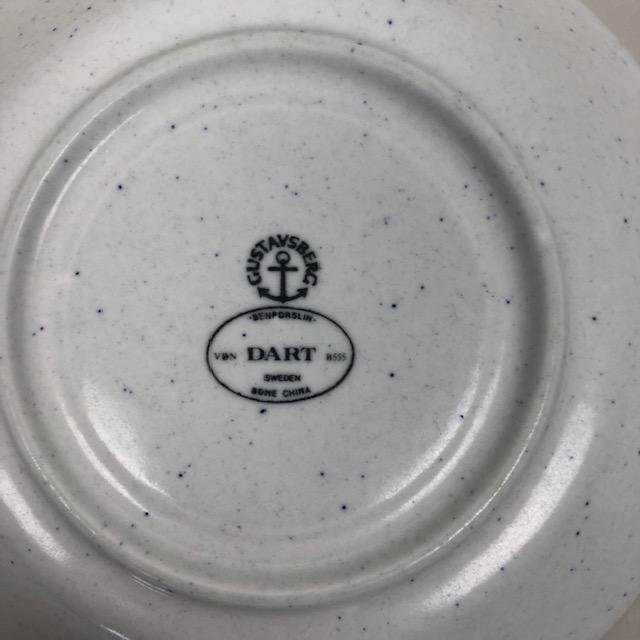 GUSTAVSBERG
BENPORSLIN
VBN DART B555
SWEDEN
BONE CHINA